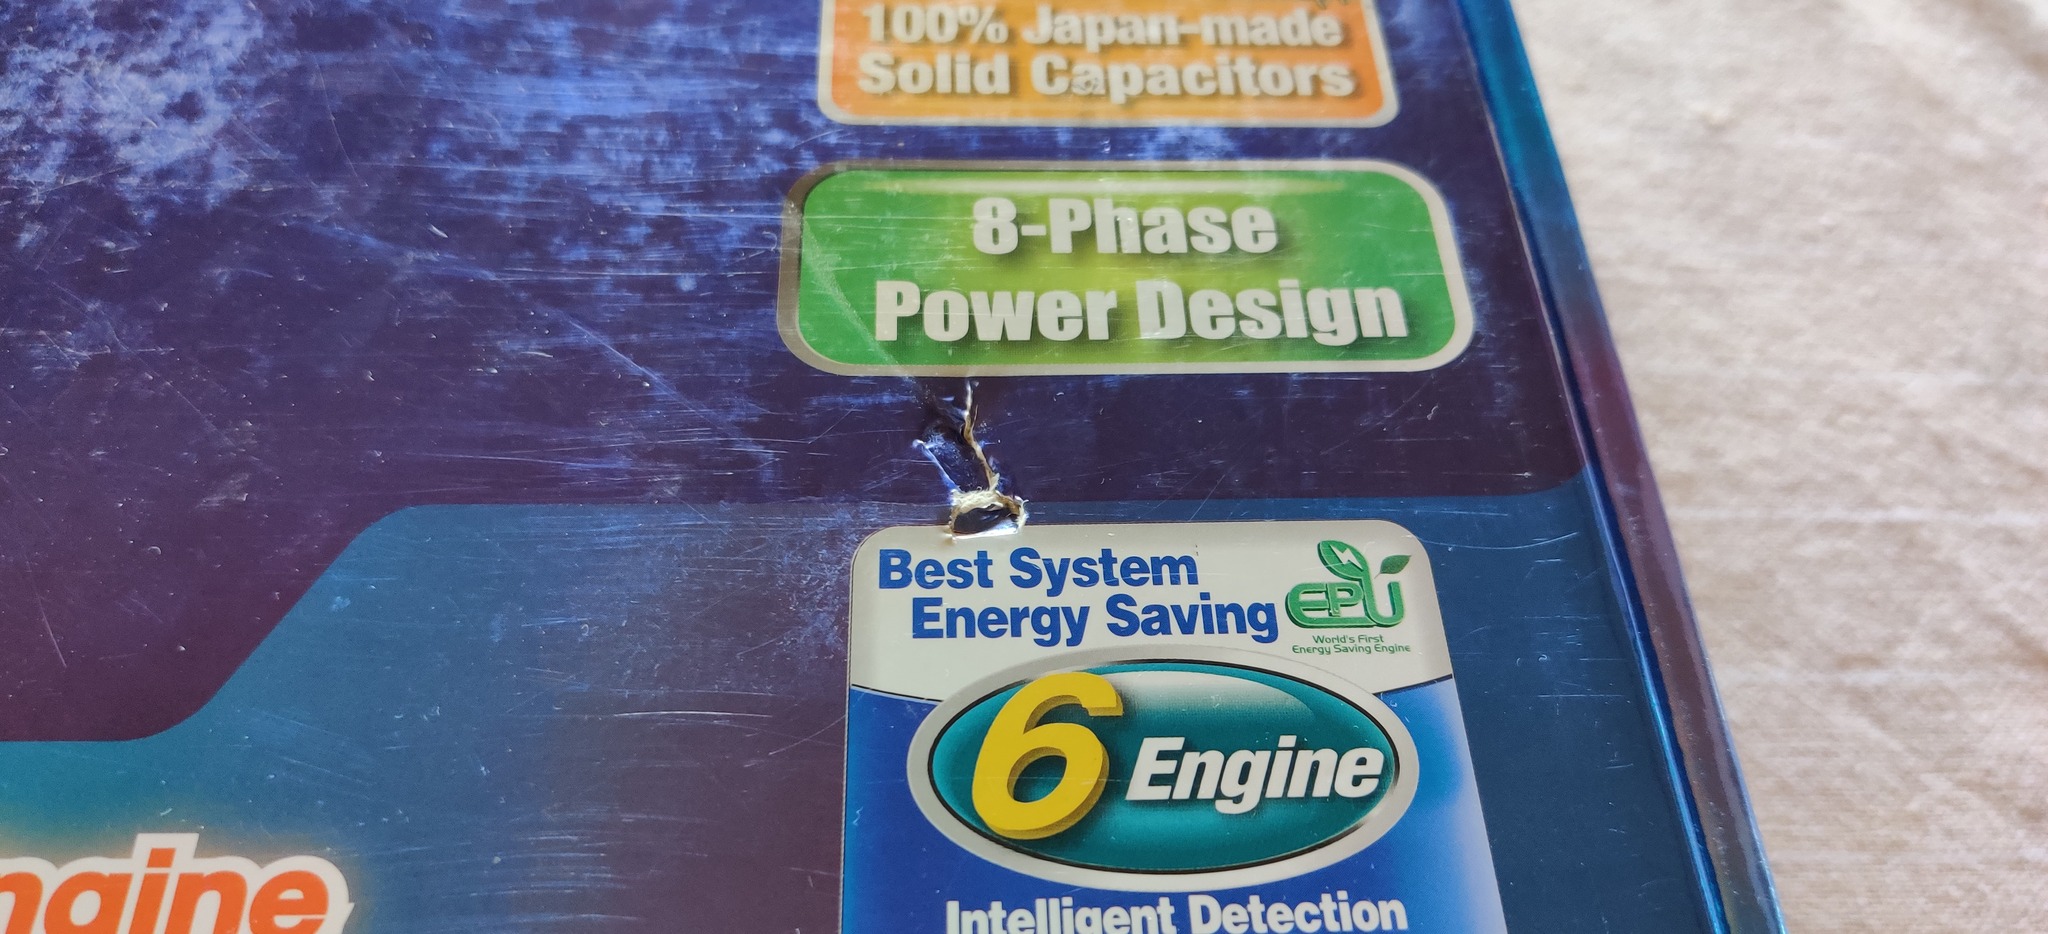 100% Japan-made
Solid Capacitors
8-Phase
Power Design
Best System
Energy Saving
EPU
World's First
Energy Saving Engine
6 Engine
ngine
Intelligent Detection